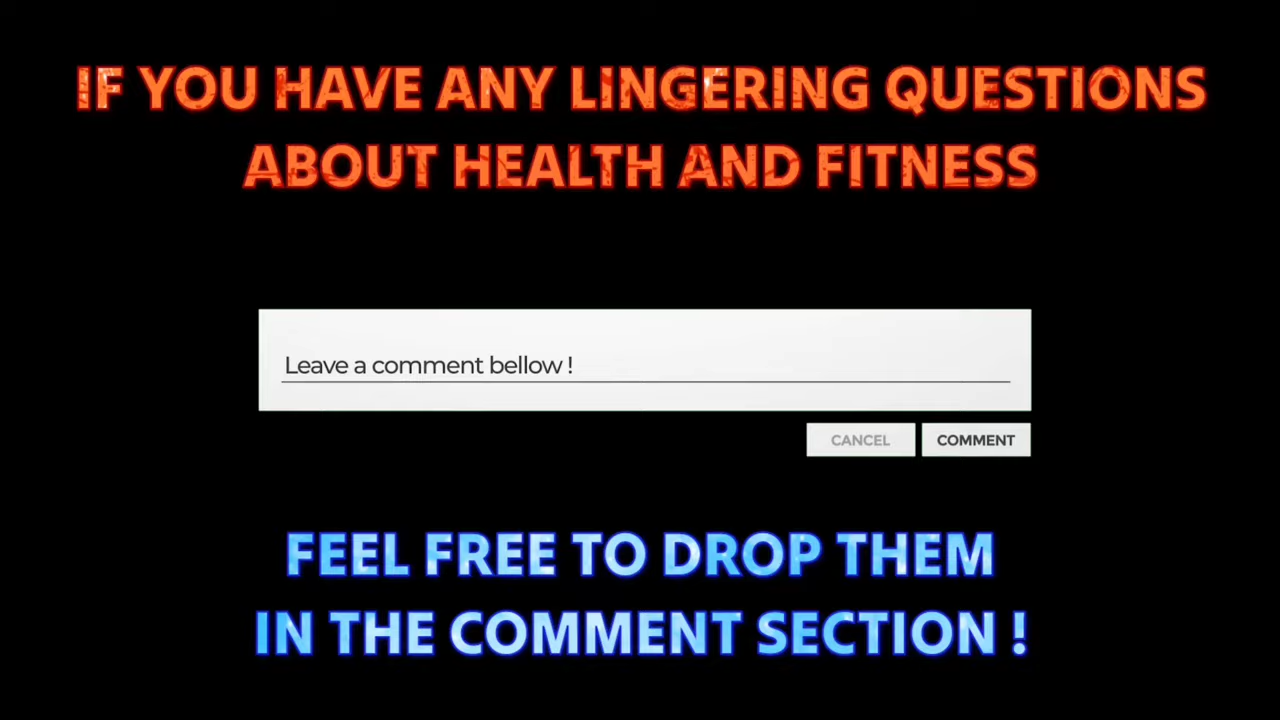 IF YOU HAVE ANY LINGERING QUESTIONS
ABOUT HEALTH AND FITNESS
Leave a comment bellow !
CANCEL COMMENT
FEEL FREE TO DROP THEM
IN THE COMMENT SECTION !